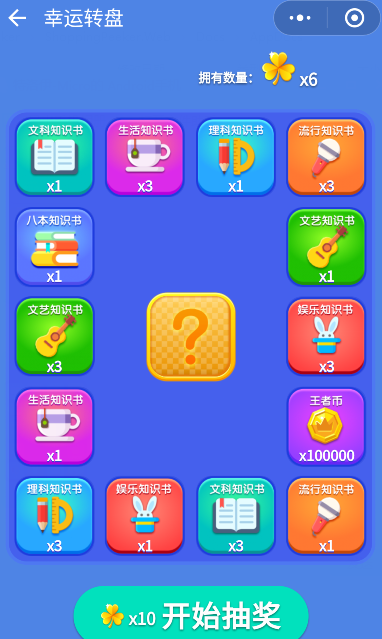 幸运转盘
拥有数量： x6
文科知识书 生活知识书 理科知识书 流行知识书
x1 x3 x1 x3
八本知识书 文艺知识书
x1 x1
文艺知识书 娱乐知识书
x3 x3
生活知识书 王者币
x1 x100000
理科知识书 娱乐知识书 文科知识书 流行知识书
x3 x1 x3 x1
x10 开始抽奖